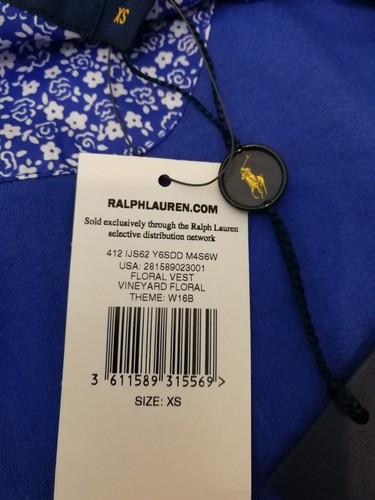 XS
RALPHLAUREN.COM
Sold exclusively through the Ralph Lauren
selective distribution network
412 IJS62 Y6SDD M4S6W
USA: 281589023001
FLORAL VEST
VINEYARD FLORAL
THEME: W16B
3 611589 315569 >
SIZE: XS